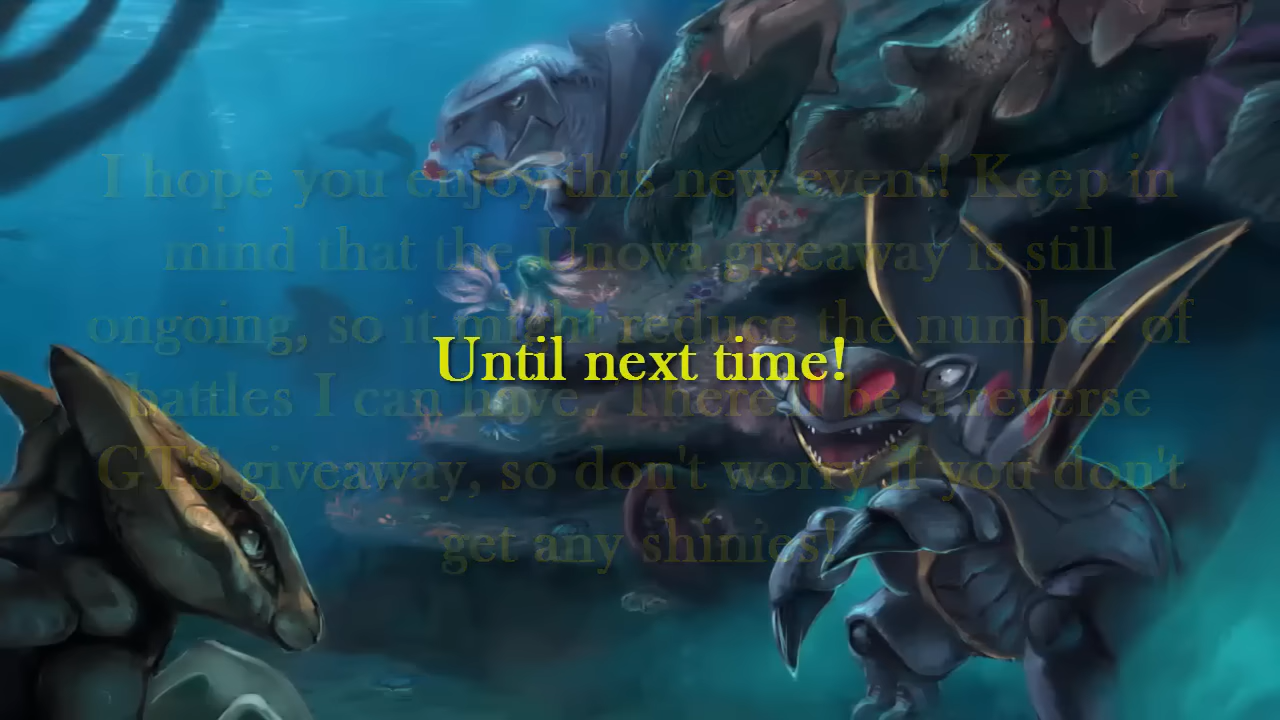 I hope you enjoy this new event! Keep in
mind that the Unova giveaway is still
ongoing, so it might reduce the number of
Until next time!
battles I can have. There'll be a reverse
GTS giveaway, so don't worry if you don't
get any shinies!